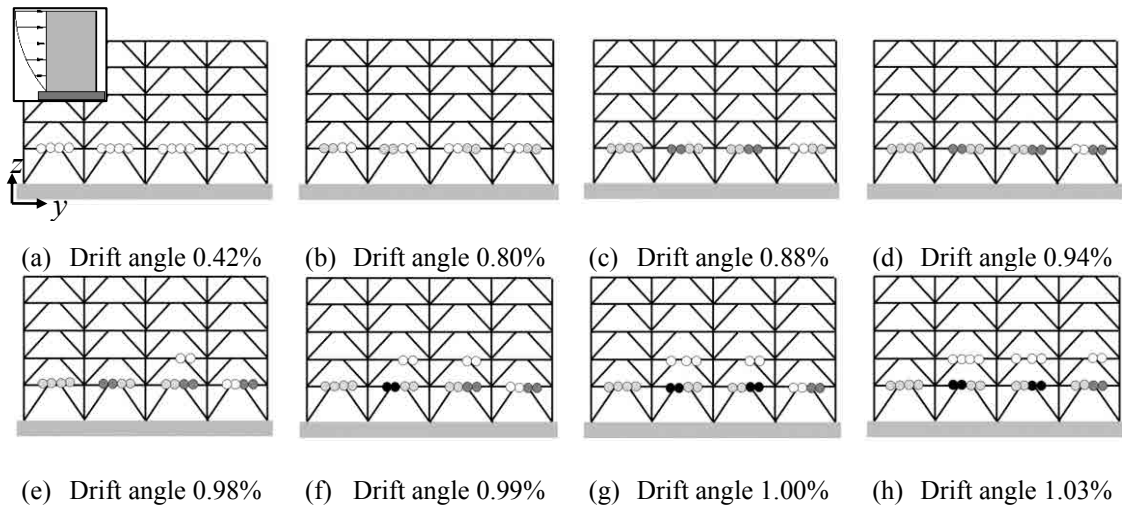 z
y
(a) Drift angle 0.42%
(b) Drift angle 0.80%
(c) Drift angle 0.88%
(d) Drift angle 0.94%
(e) Drift angle 0.98%
(f) Drift angle 0.99%
(g) Drift angle 1.00%
(h) Drift angle 1.03%